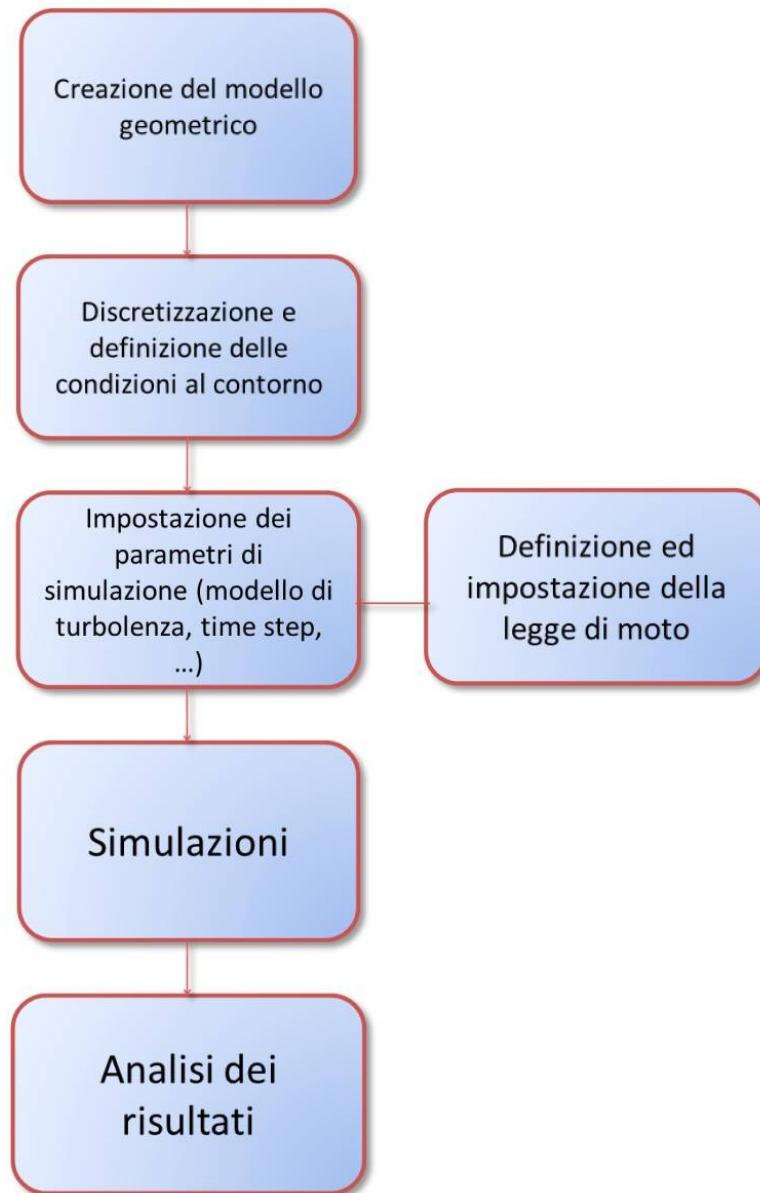 Creazione del modello
geometrico
Discretizzazione e
definizione delle
condizioni al contorno
Impostazione dei
parametri di
simulazione (modello di
turbolenza, time step,
…)
Definizione ed
impostazione della
legge di moto
Simulazioni
Analisi dei
risultati